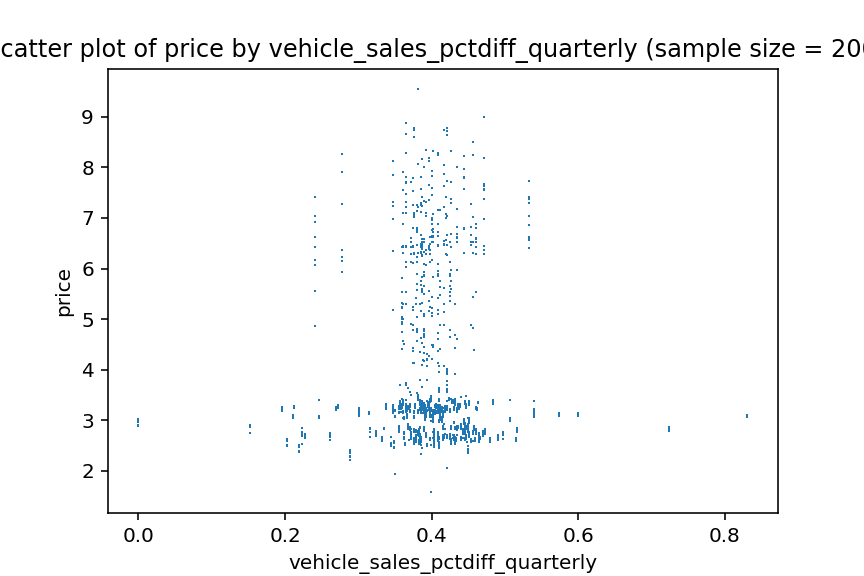 catter plot of price by vehicle_sales_pctdiff_quarterly (sample size = 20
9
8
7
6
5
4
3
2
price
0.0 0.2 0.4 0.6 0.8
vehicle_sales_pctdiff_quarterly